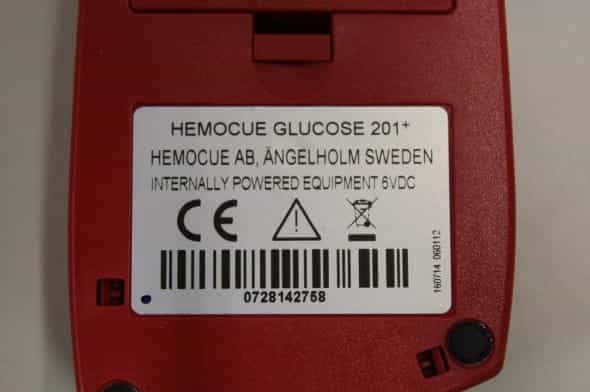 HEMOCUE GLUCOSE 201+
HEMOCUE AB, ÄNGELHOLM SWEDEN
INTERNALLY POWERED EQUIPMENT 6VDC
CE
0728142758
160714 060112